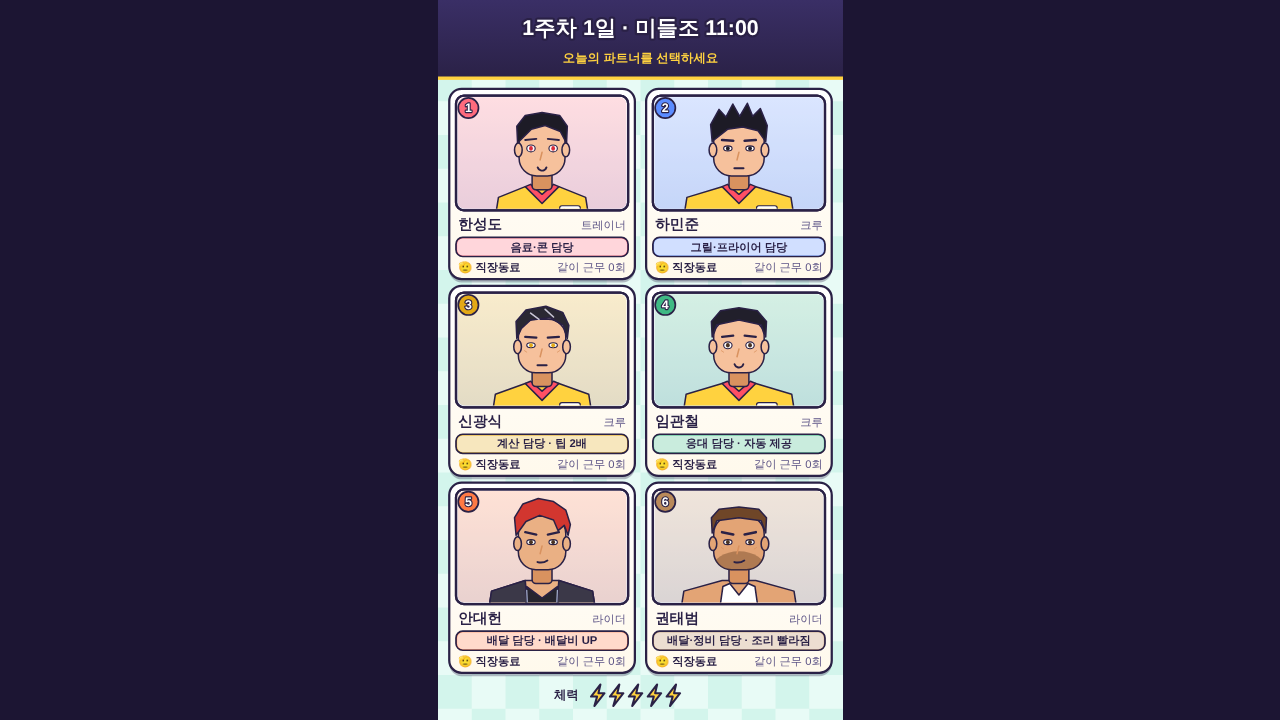 1주차 1일 · 미들조 11:00
오늘의 파트너를 선택하세요
1
2
한성도 트레이너
하민준 크루
음료·콘 담당
그릴·프라이어 담당
직장동료 같이 근무 0회
직장동료 같이 근무 0회
3
4
신광식 크루
임관철 크루
계산 담당 · 팁 2배
응대 담당 · 자동 제공
직장동료 같이 근무 0회
직장동료 같이 근무 0회
5
6
안대헌 라이더
권태범 라이더
배달 담당 · 배달비 UP
배달·정비 담당 · 조리 빨라짐
직장동료 같이 근무 0회
직장동료 같이 근무 0회
체력